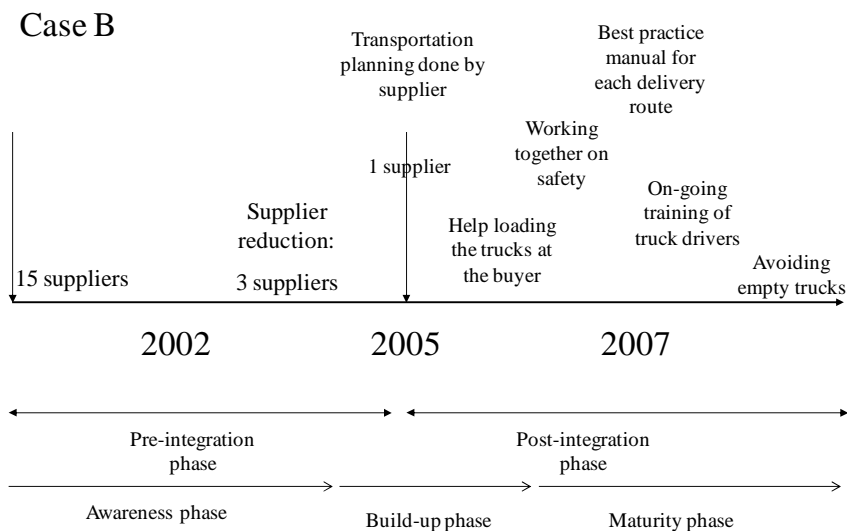 Case B
Transportation
planning done by
supplier
Best practice
manual for
each delivery
route
1 supplier
Working
together on
safety
On-going
training of
truck drivers
Supplier
reduction:
3 suppliers
Help loading
the trucks at
the buyer
15 suppliers
Avoiding
empty trucks
2002
2005
2007
Pre-integration
phase
Post-integration
phase
Awareness phase
Build-up phase
Maturity phase